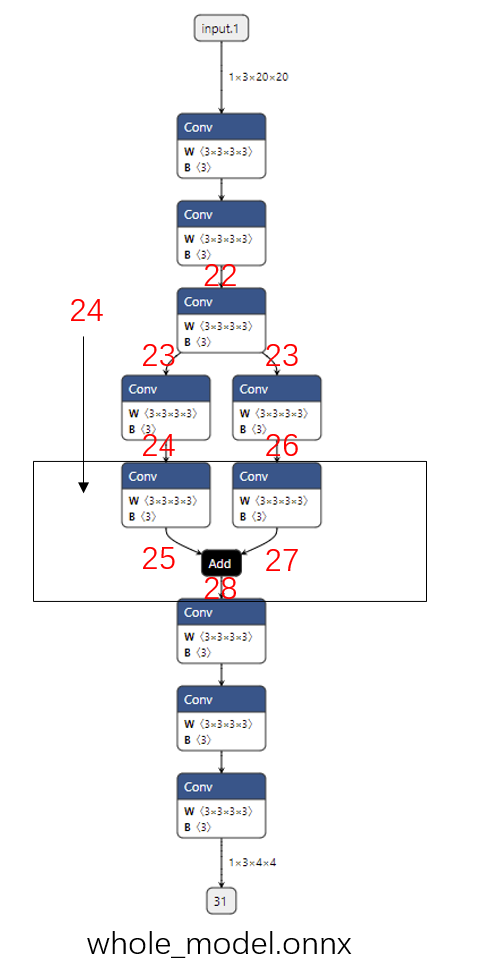 input.1
1×3×20×20
Conv
W ⟨3×3×3×3⟩
B ⟨3⟩
Conv
W ⟨3×3×3×3⟩
B ⟨3⟩
22
Conv
W ⟨3×3×3×3⟩
B ⟨3⟩
24
23 23
Conv Conv
W ⟨3×3×3×3⟩ W ⟨3×3×3×3⟩
B ⟨3⟩ B ⟨3⟩
24 26
Conv Conv
W ⟨3×3×3×3⟩ W ⟨3×3×3×3⟩
B ⟨3⟩ B ⟨3⟩
25 Add 27
28
Conv
W ⟨3×3×3×3⟩
B ⟨3⟩
Conv
W ⟨3×3×3×3⟩
B ⟨3⟩
Conv
W ⟨3×3×3×3⟩
B ⟨3⟩
1×3×4×4
31
whole_model.onnx